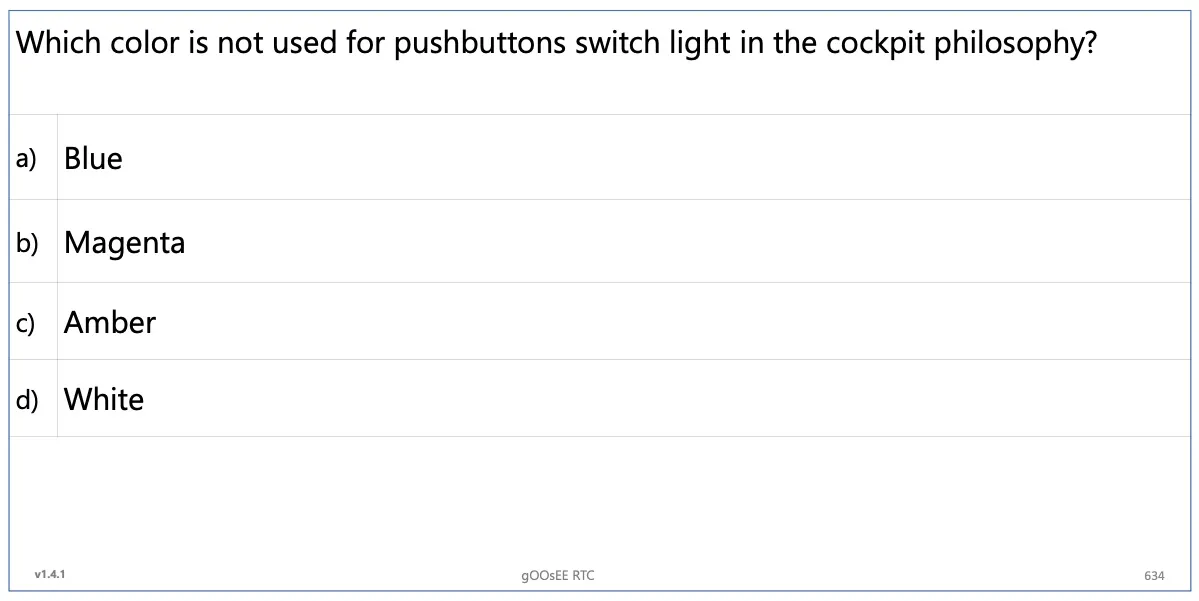 Which color is not used for pushbuttons switch light in the cockpit philosophy?
a) Blue
b) Magenta
c) Amber
d) White
v1.4.1 gOOsEE RTC 634